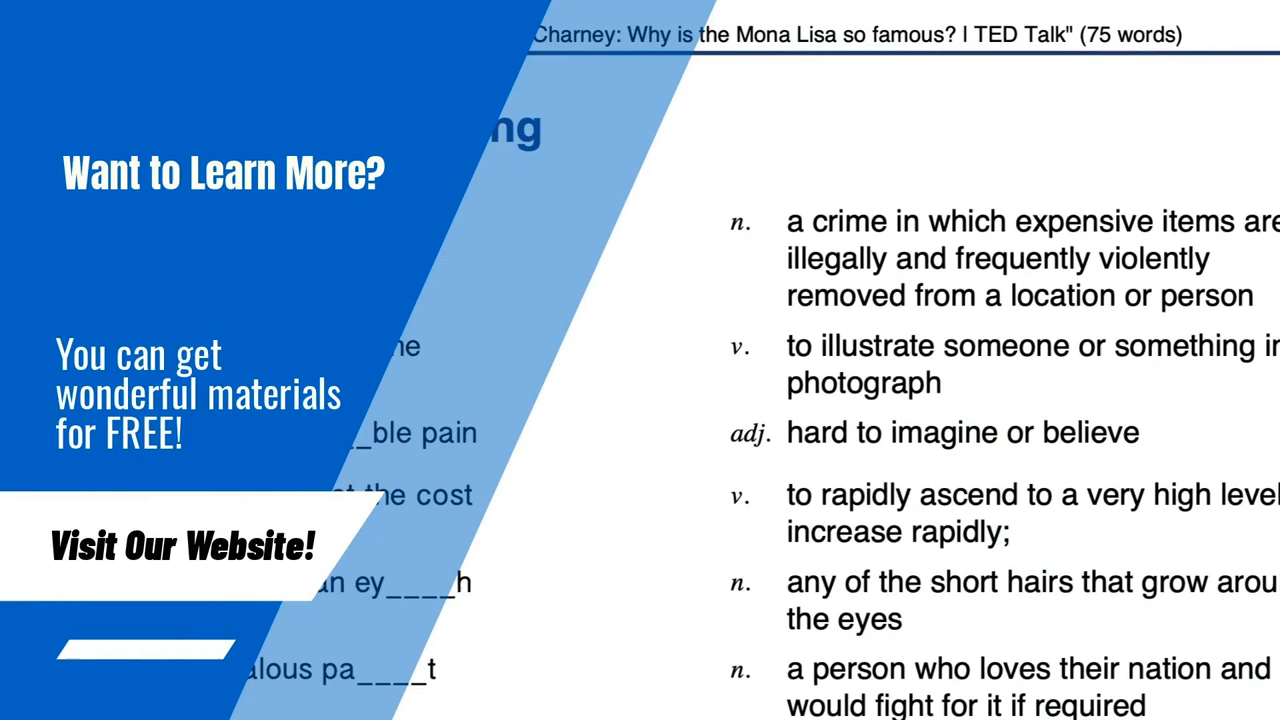 Charney: Why is the Mona Lisa so famous? | TED Talk" (75 words)
ng
Want to Learn More?
You can get
wonderful materials
for FREE!
Visit Our Website!
n. a crime in which expensive items are
illegally and frequently violently
removed from a location or person
v. to illustrate someone or something in
photograph
_ble pain
adj. hard to imagine or believe
the cost
v. to rapidly ascend to a very high level
increase rapidly;
an ey____h
n. any of the short hairs that grow arou
the eyes
alous pa____t
n. a person who loves their nation and
would fight for it if required